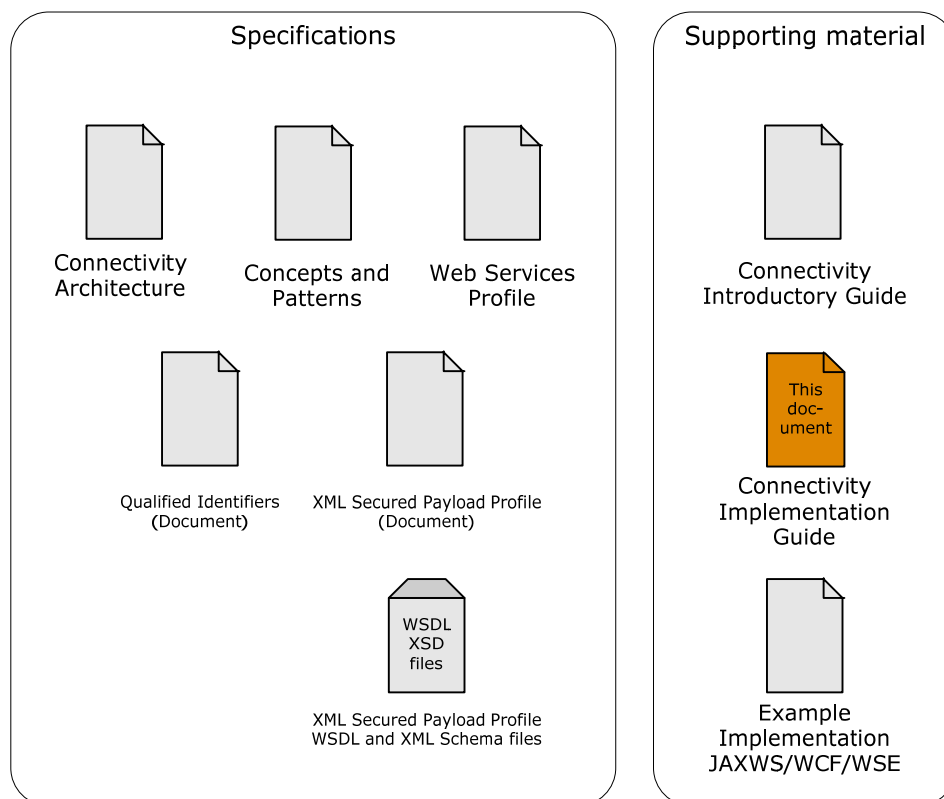 Specifications
Connectivity
Architecture
Concepts and
Patterns
Web Services
Profile
Qualified Identifiers
(Document)
XML Secured Payload Profile
(Document)
WSDL
XSD
files
XML Secured Payload Profile
WSDL and XML Schema files
Supporting material
Connectivity
Introductory Guide
This
doc-
ument
Connectivity
Implementation
Guide
Example
Implementation
JAXWS/WCF/WSE